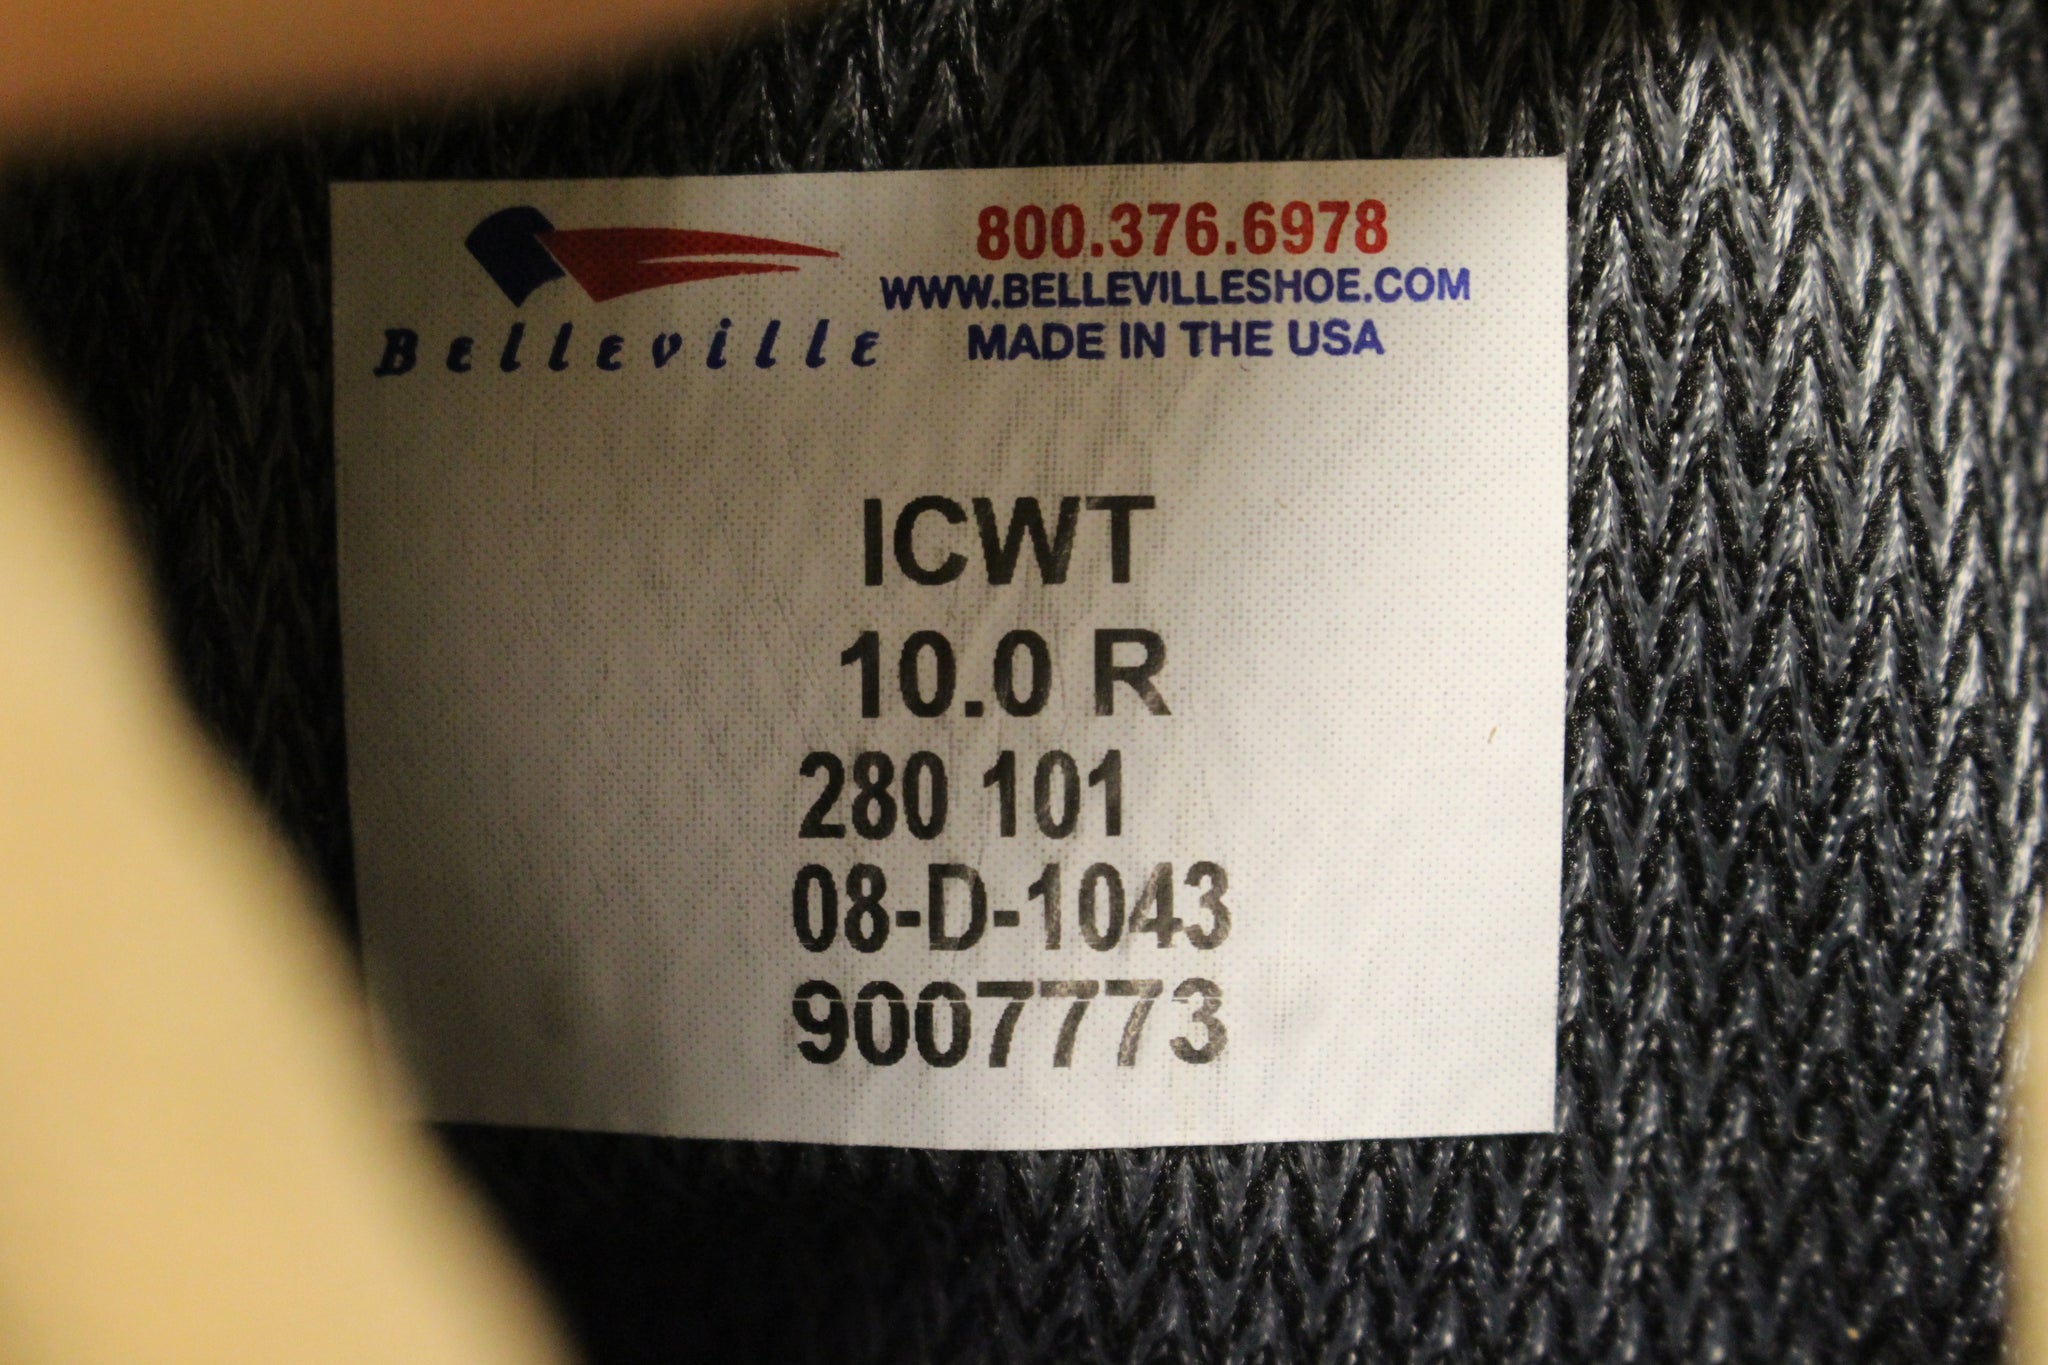 Belleville
800.376.6978
WWW.BELLEVILLESHOE.COM
MADE IN THE USA
ICWT
10.0 R
280 101
08-D-1043
9007773